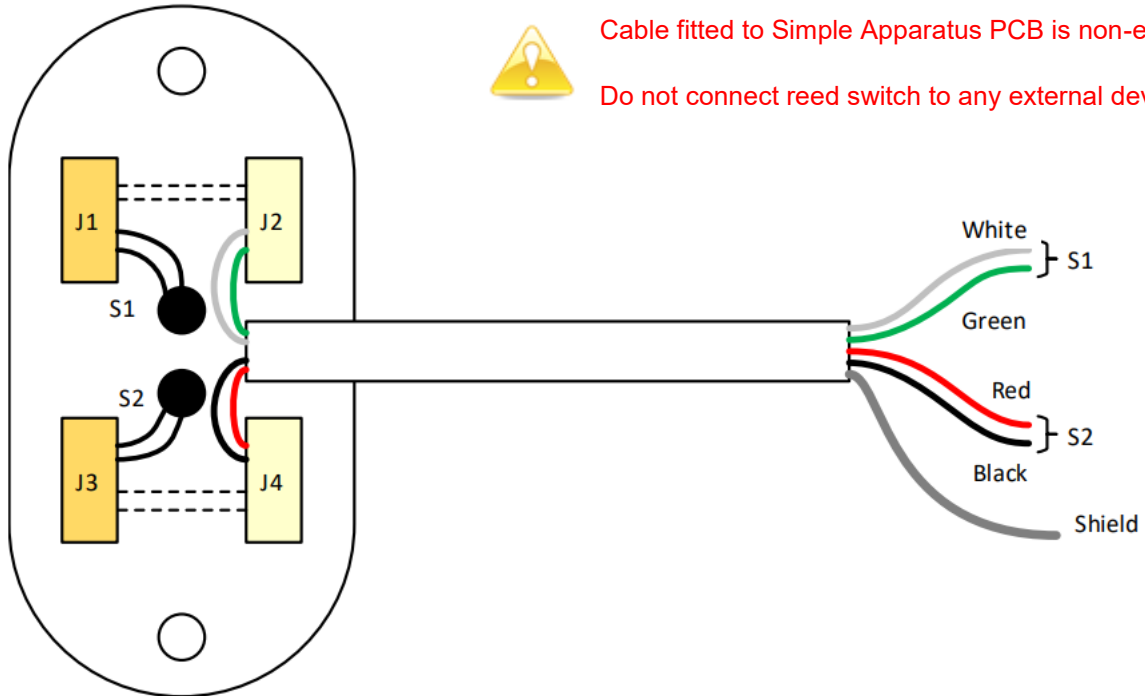 Cable fitted to Simple Apparatus PCB is non-e
Do not connect reed switch to any external dev
J1
J2
White
S1
S1
Green
S2
Red
S2
J3
J4
Black
Shield